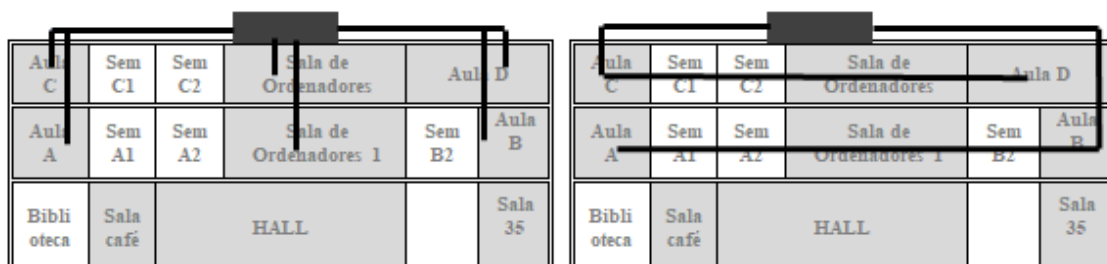 Aula
C
Sem
C1
Sem
C2
Sala de
Ordenadores
Aula D
Aula
A
Sem
A1
Sem
A2
Sala de
Ordenadores 1
Sem
B2
Aula
B
Bibli
oteca
Sala
café
HALL
Sala
35
Aula
C
Sem
C1
Sem
C2
Sala de
Ordenadores
Aula D
Aula
A
Sem
A1
Sem
A2
Sala de
Ordenadores 1
Sem
B2
Aula
B
Bibli
oteca
Sala
café
HALL
Sala
35